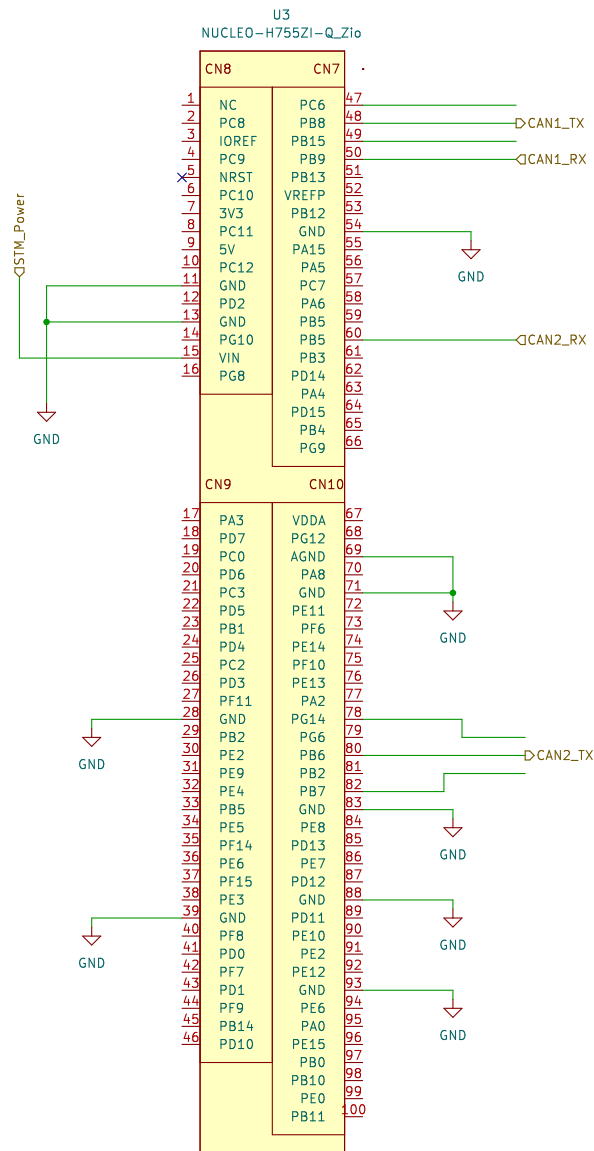 U3
NUCLEO-H755ZI-Q_Zio
CN8 CN7
1 NC PC6 47
2 PC8 PB8 48 CAN1_TX
3 IOREF PB15 49
4 PC9 PB9 50 CAN1_RX
5 NRST PB13 51
6 PC10 VREFP 52
7 3V3 PB12 53
8 PC11 GND 54
9 5V PA15 55
10 PC12 PA5 56
11 GND PC7 57
12 PD2 PA6 58
13 GND PB5 59
14 PG10 PB5 60 CAN2_RX
15 VIN PB3 61
16 PG8 PD14 62
PA4 63
PD15 64
PB4 65
PG9 66
STM_Power
GND
GND
CN9 CN10
17 PA3 VDDA 67
18 PD7 PG12 68
19 PC0 AGND 69
20 PD6 PA8 70
21 PC3 GND 71
22 PD5 PE11 72
23 PB1 PF6 73
24 PD4 PE14 74
25 PC2 PF10 75
26 PD3 PE13 76
27 PF11 PA2 77
28 GND PG14 78
29 PB2 PG6 79
30 PE2 PB6 80 CAN2_TX
31 PE9 PB2 81
32 PE4 PB7 82
33 PB5 GND 83
34 PE5 PE8 84
35 PF14 PD13 85
36 PE6 PE7 86
37 PF15 PD12 87
38 PE3 GND 88
39 GND PD11 89
40 PF8 PE10 90
41 PD0 PE2 91
42 PF7 PE12 92
43 PD1 GND 93
44 PF9 PE6 94
45 PB14 PA0 95
46 PD10 PE15 96
PB0 97
PB10 98
PE0 99
PB11 100
GND
GND
GND
GND
GND
GND